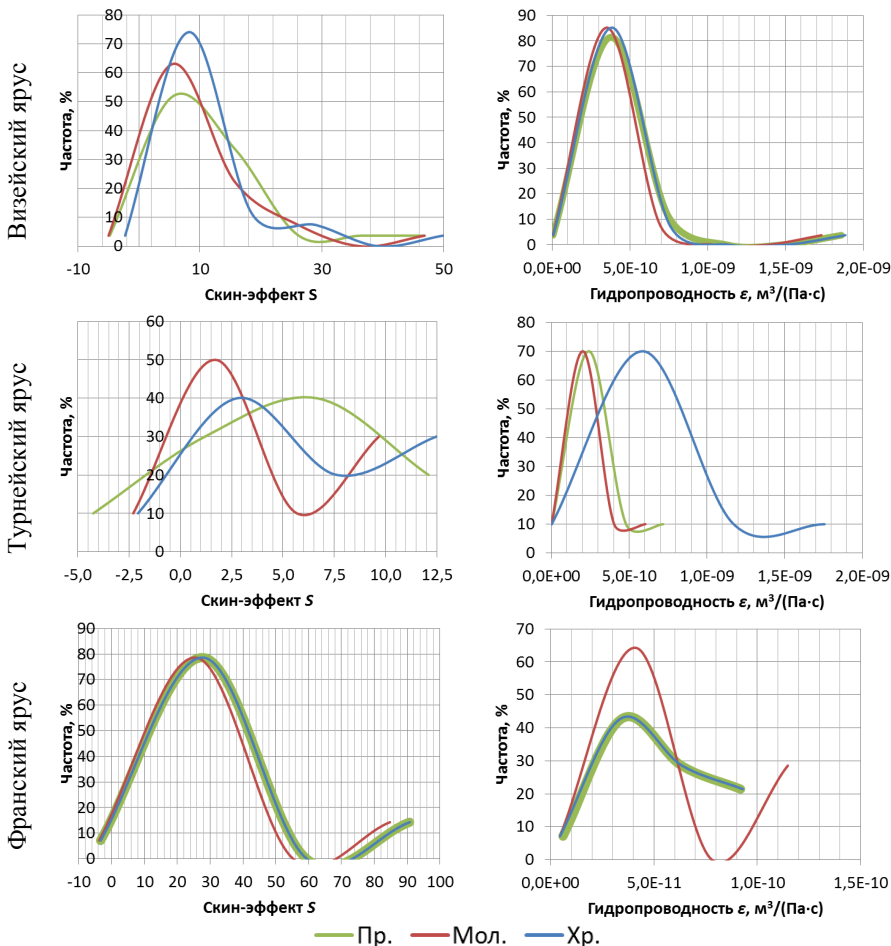 Визейский ярус
Частота, %
80
70
60
50
40
30
20
10
0
-10
10
30
50
Скин-эффект S
Частота, %
90
80
70
60
50
40
30
20
10
0
0,0E+00
5,0E-10
1,0E-09
1,5E-09
2,0E-09
Гидропроводность ε, м³/(Па·с)
Турнейский ярус
Частота, %
60
50
40
30
20
10
0
-5,0
-2,5
0,0
2,5
5,0
7,5
10,0
12,5
Скин-эффект S
Частота, %
80
70
60
50
40
30
20
10
0
0,0E+00
5,0E-10
1,0E-09
1,5E-09
2,0E-09
Гидропроводность ε, м³/(Па·с)
Франский ярус
Частота, %
90
80
70
60
50
40
30
20
10
0
-10
0
10
20
30
40
50
60
70
80
90
100
Скин-эффект S
Частота, %
70
60
50
40
30
20
10
0
0,0E+00
5,0E-11
1,0E-10
1,5E-10
Гидропроводность ε, м³/(Па·с)
Пр.
Мол.
Хр.